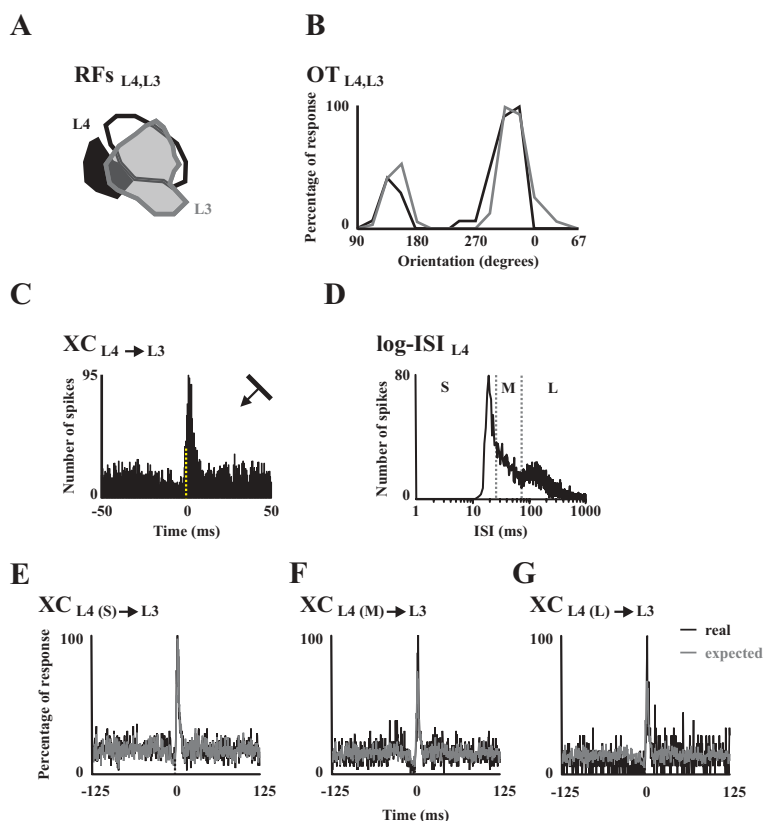 A
RFs L4,L3
L4
L3
B
OT L4,L3
Percentage of response
100
0
90 180 270 0 67
Orientation (degrees)
C
XC L4 → L3
Number of spikes
95
0
-50 0 50
Time (ms)
D
log-ISI L4
Number of spikes
80
0
S M L
1 10 100 1000
ISI (ms)
E
XC L4 (S) → L3
Percentage of response
100
0
-125 0 125
F
XC L4 (M) → L3
100
0
-125 0 125
Time (ms)
G
XC L4 (L) → L3
100
0
-125 0 125
real
expected